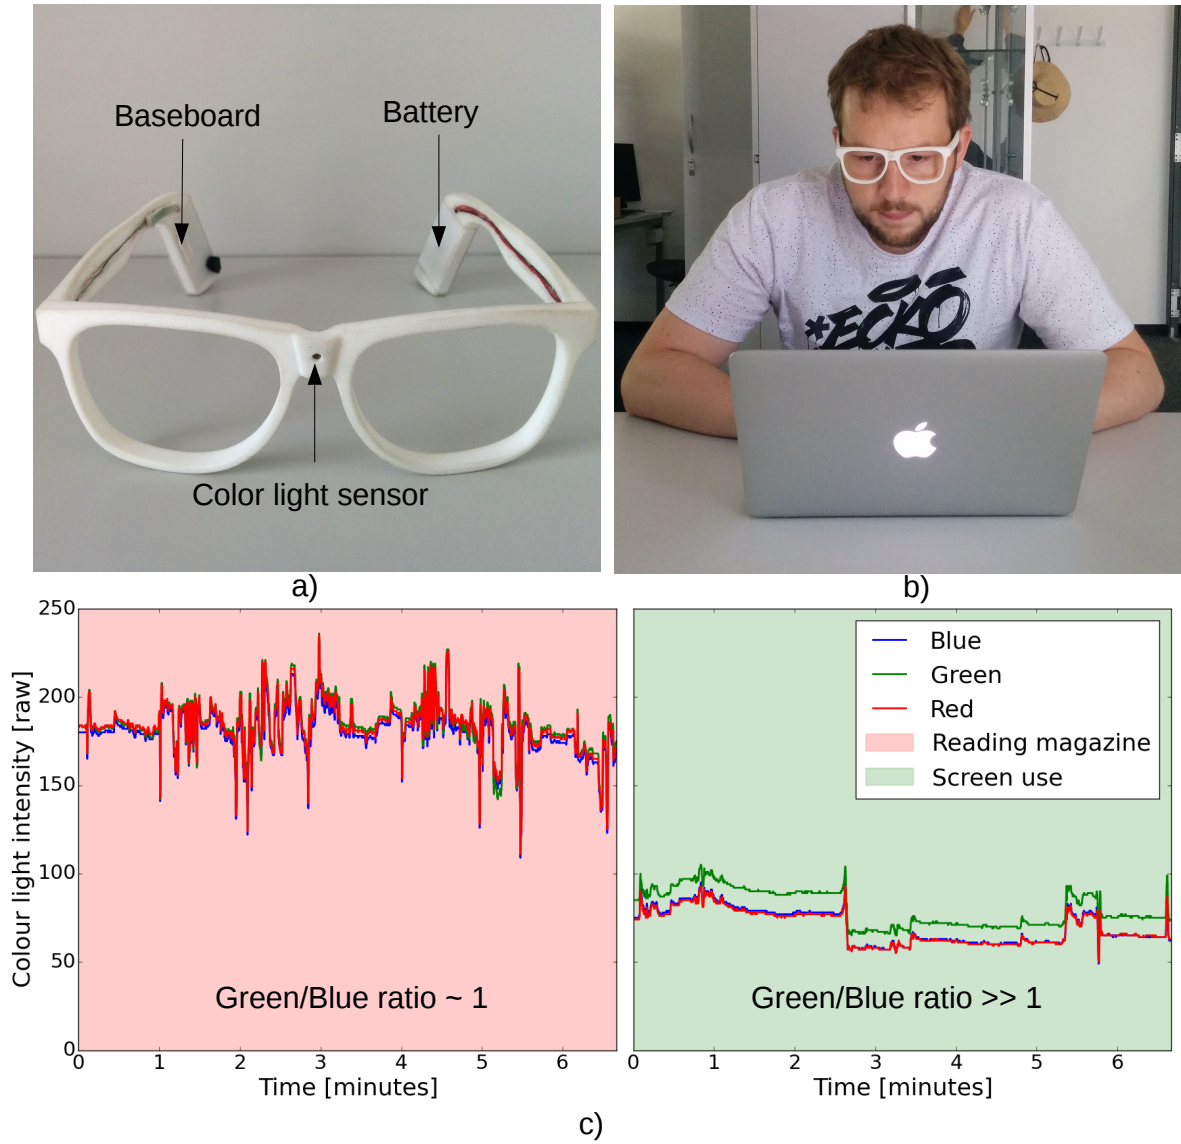 Baseboard
Battery
Color light sensor
*ECKO
a)
b)
250
200
150
100
50
0
Colour light intensity [raw]
Green/Blue ratio ~ 1
0 1 2 3 4 5 6
Time [minutes]
Blue
Green
Red
Reading magazine
Screen use
Green/Blue ratio >> 1
0 1 2 3 4 5 6
Time [minutes]
c)